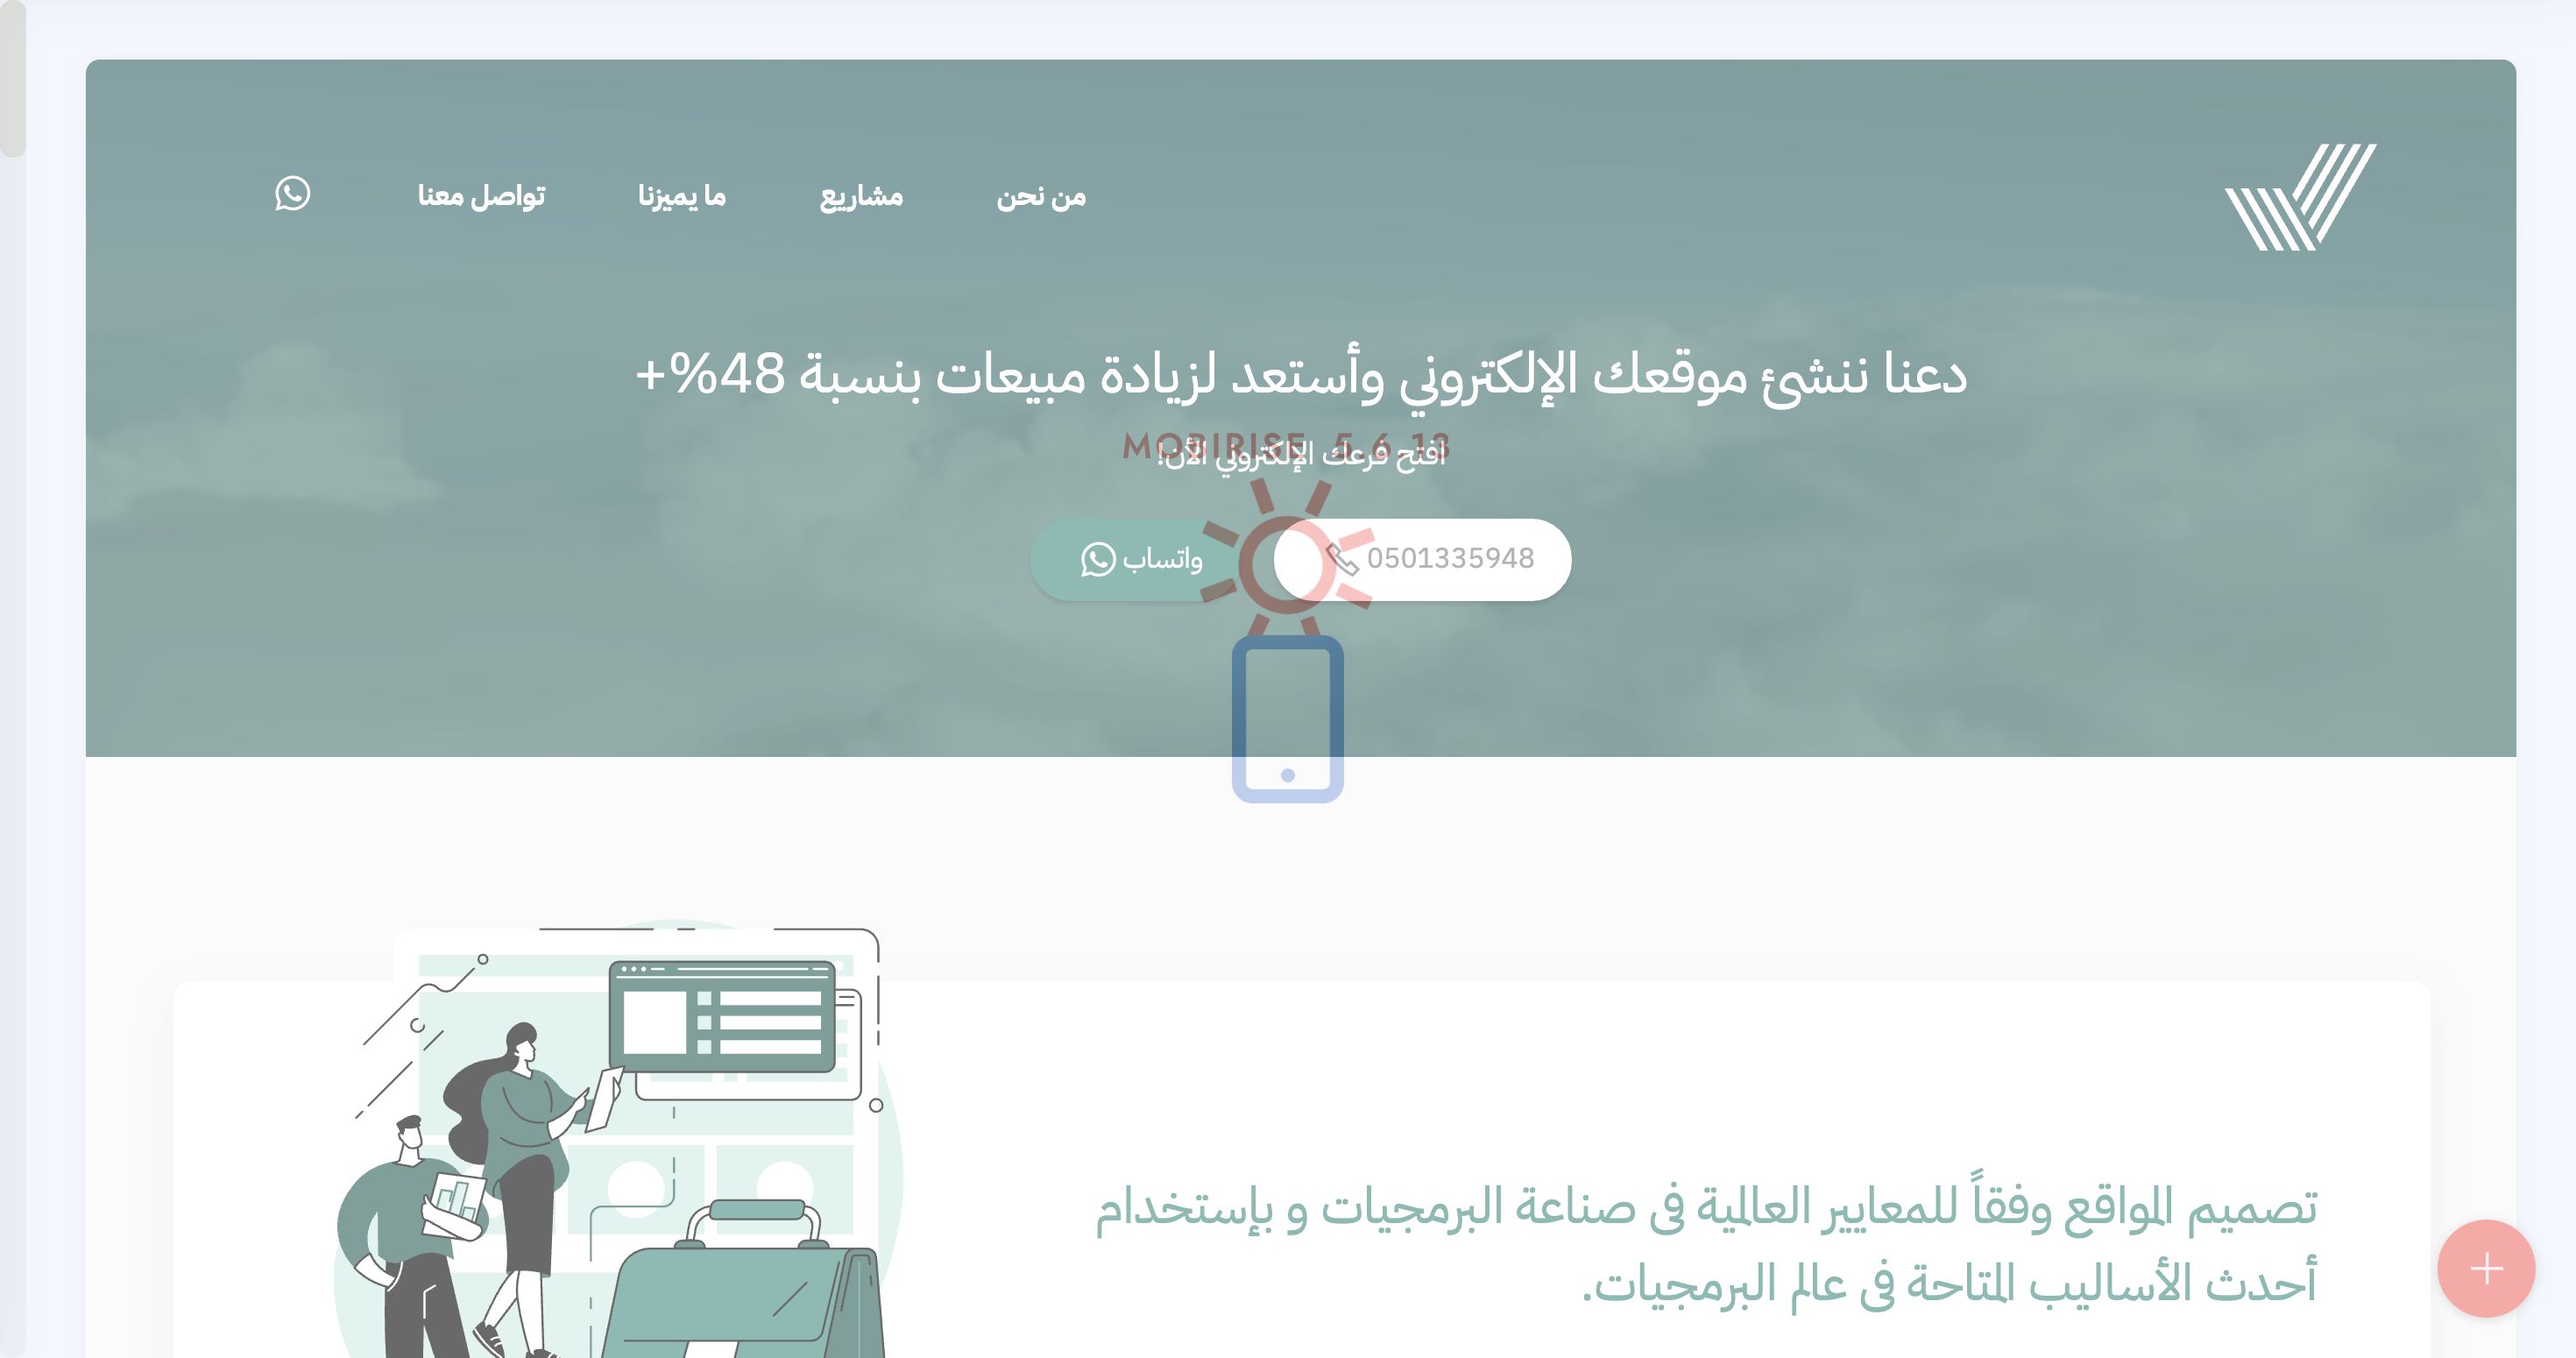 من نحن
مشاريع
ما يميزنا
تواصل معنا
دعنا ننشئ موقعك الإلكتروني وأستعد لزيادة مبيعات بنسبة 48%+
MOBIRISE 5.6.13
افتح فرعك الإلكتروني الأن!
0501335948
واتساب
تصميم المواقع وفقاً للمعايير العالمية فى صناعة البرمجيات و بإستخدام
أحدث الأساليب المتاحة فى عالم البرمجيات.